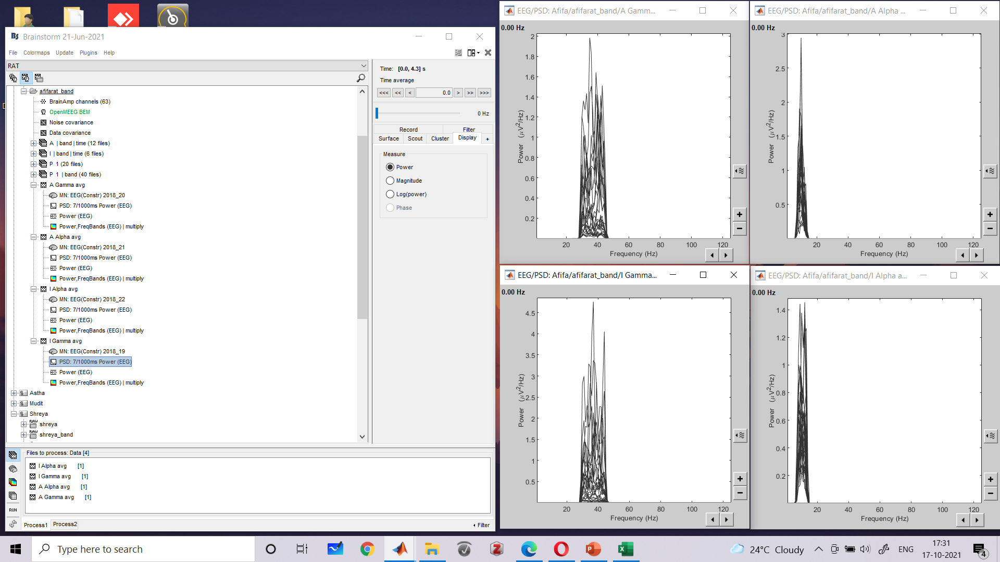 Brainstorm 21-Jun-2021
File Colormaps Update Plugins Help
RAT
afifarat_band
BrainAmp channels (63)
OpenMEEG BEM
Noise covariance
Data covariance
A | band | time (12 files)
I | band | time (6 files)
P 1 (20 files)
P 1 | band (40 files)
A Gamma avg
MN: EEG(Constr) 2018_20
PSD: 7/1000ms Power (EEG)
Power (EEG)
Power,FreqBands (EEG) | multiply
A Alpha avg
MN: EEG(Constr) 2018_21
PSD: 7/1000ms Power (EEG)
Power (EEG)
Power,FreqBands (EEG) | multiply
I Alpha avg
MN: EEG(Constr) 2018_22
PSD: 7/1000ms Power (EEG)
Power (EEG)
Power,FreqBands (EEG) | multiply
I Gamma avg
MN: EEG(Constr) 2018_19
PSD: 7/1000ms Power (EEG)
Power (EEG)
Power,FreqBands (EEG) | multiply
Astha
Mudit
Shreya
RAW
shreya
RAW
shreya_band
Time: [0.0, 4.3] s
Time average
<<< << < 0.0 > >> >>>
0 Hz
Record Filter
Surface Scout Cluster Display +
Measure
Power
Magnitude
Log(power)
Phase
Files to process: Data [4]
I Alpha avg [1]
I Gamma avg [1]
A Alpha avg [1]
A Gamma avg [1]
RUN
Process1 Process2
Filter
EEG/PSD: Afifa/afifarat_band/A Gamm...
0.00 Hz
2
1.8
1.6
1.4
1.2
1
0.8
0.6
0.4
0.2
Power (μV²/Hz)
20 40 60 80 100 120
Frequency (Hz)
+
−
EEG/PSD: Afifa/afifarat_band/A Alpha ...
0.00 Hz
3
2.5
2
1.5
1
0.5
Power (μV²/Hz)
20 40 60 80 100 120
Frequency (Hz)
+
−
EEG/PSD: Afifa/afifarat_band/I Gamma...
0.00 Hz
4.5
4
3.5
3
2.5
2
1.5
1
0.5
Power (μV²/Hz)
20 40 60 80 100 120
Frequency (Hz)
+
−
EEG/PSD: Afifa/afifarat_band/I Alpha a...
0.00 Hz
1.4
1.2
1
0.8
0.6
0.4
0.2
Power (μV²/Hz)
20 40 60 80 100 120
Frequency (Hz)
+
−
Type here to search
24°C Cloudy
ENG
17:31
17-10-2021
4